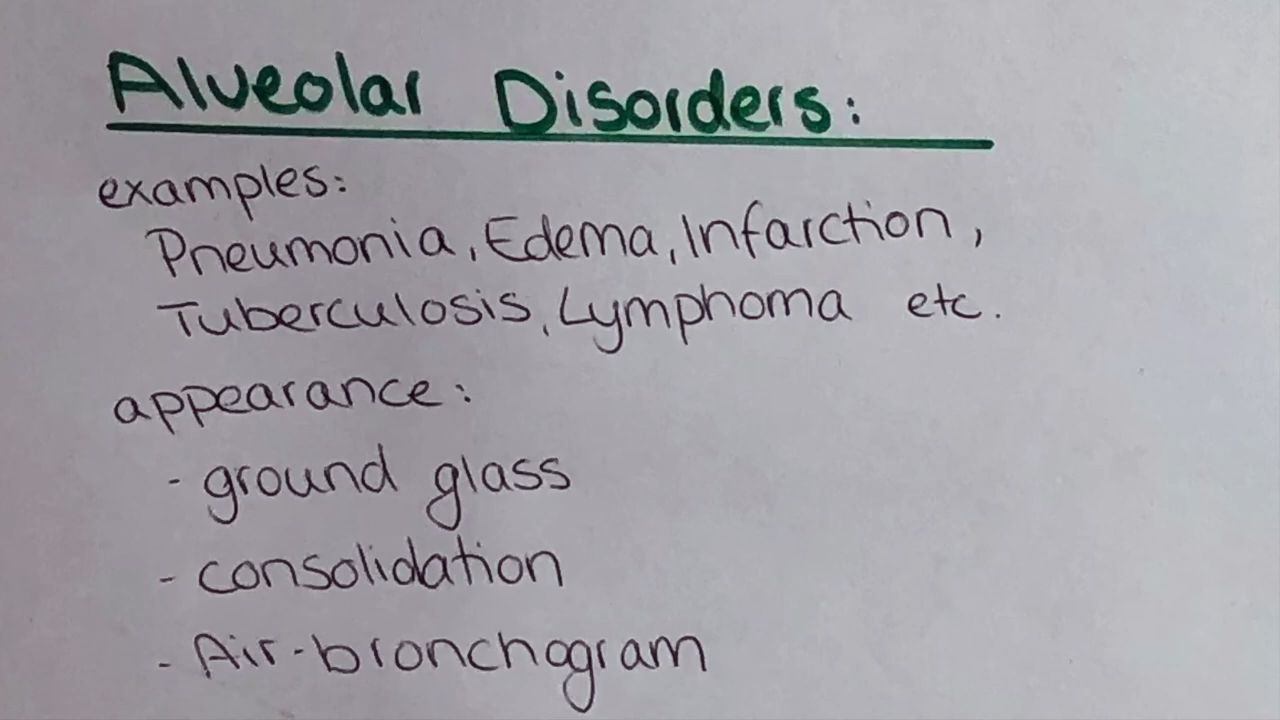 Alveolar Disorders:
examples:
Pneumonia, Edema, Infarction,
Tuberculosis, Lymphoma etc.
appearance:
- ground glass
- consolidation
- Air-bronchogram